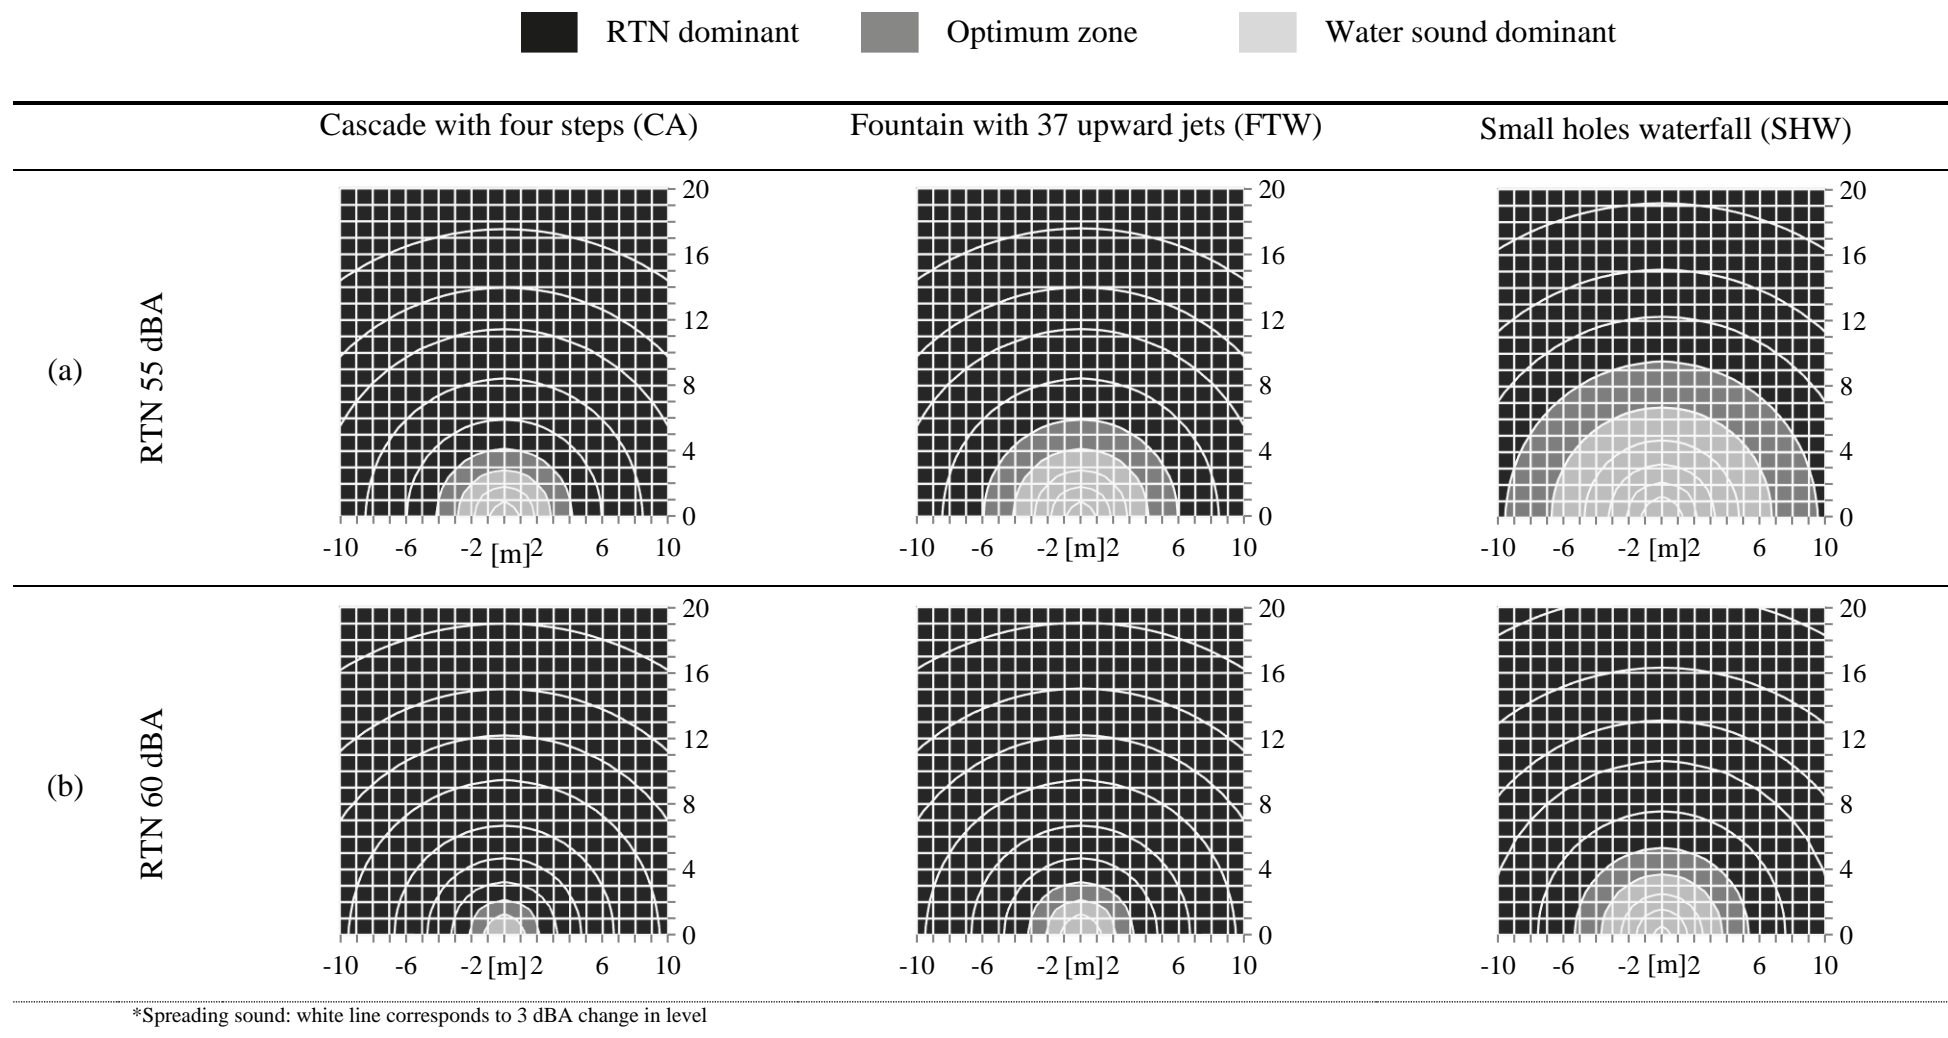 RTN dominant Optimum zone Water sound dominant
Cascade with four steps (CA) Fountain with 37 upward jets (FTW) Small holes waterfall (SHW)
(a)
RTN 55 dBA
20
16
12
8
4
0
-10 -6 -2 [m] 2 6 10
20
16
12
8
4
0
-10 -6 -2 [m] 2 6 10
20
16
12
8
4
0
-10 -6 -2 [m] 2 6 10
(b)
RTN 60 dBA
20
16
12
8
4
0
-10 -6 -2 [m] 2 6 10
20
16
12
8
4
0
-10 -6 -2 [m] 2 6 10
20
16
12
8
4
0
-10 -6 -2 [m] 2 6 10
*Spreading sound: white line corresponds to 3 dBA change in level